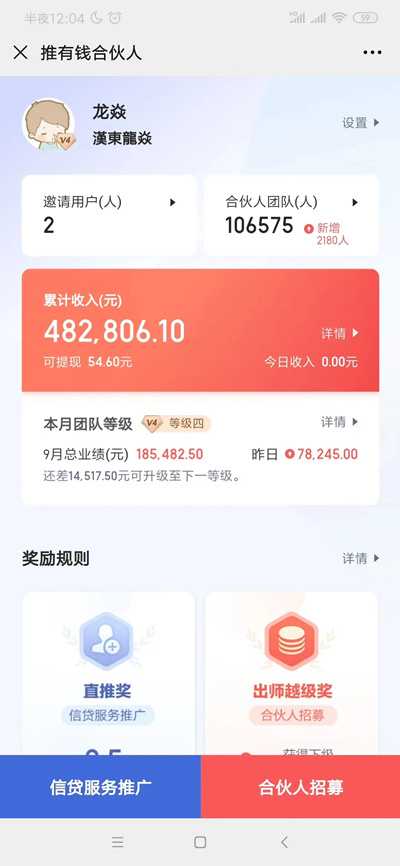 半夜12:04
59
推有钱合伙人
龙焱
V4
漢東龍焱
设置
邀请用户(人)
2
合伙人团队(人)
106575
新增
2180人
累计收入(元)
482,806.10
详情
可提现 54.60元
今日收入 0.00元
本月团队等级 V4 等级四
详情
9月总业绩(元) 185,482.50
昨日 78,245.00
还差14,517.50元可升级至下一等级。
奖励规则
详情
直推奖
信贷服务推广
出师越级奖
合伙人招募
获得下级
信贷服务推广
合伙人招募